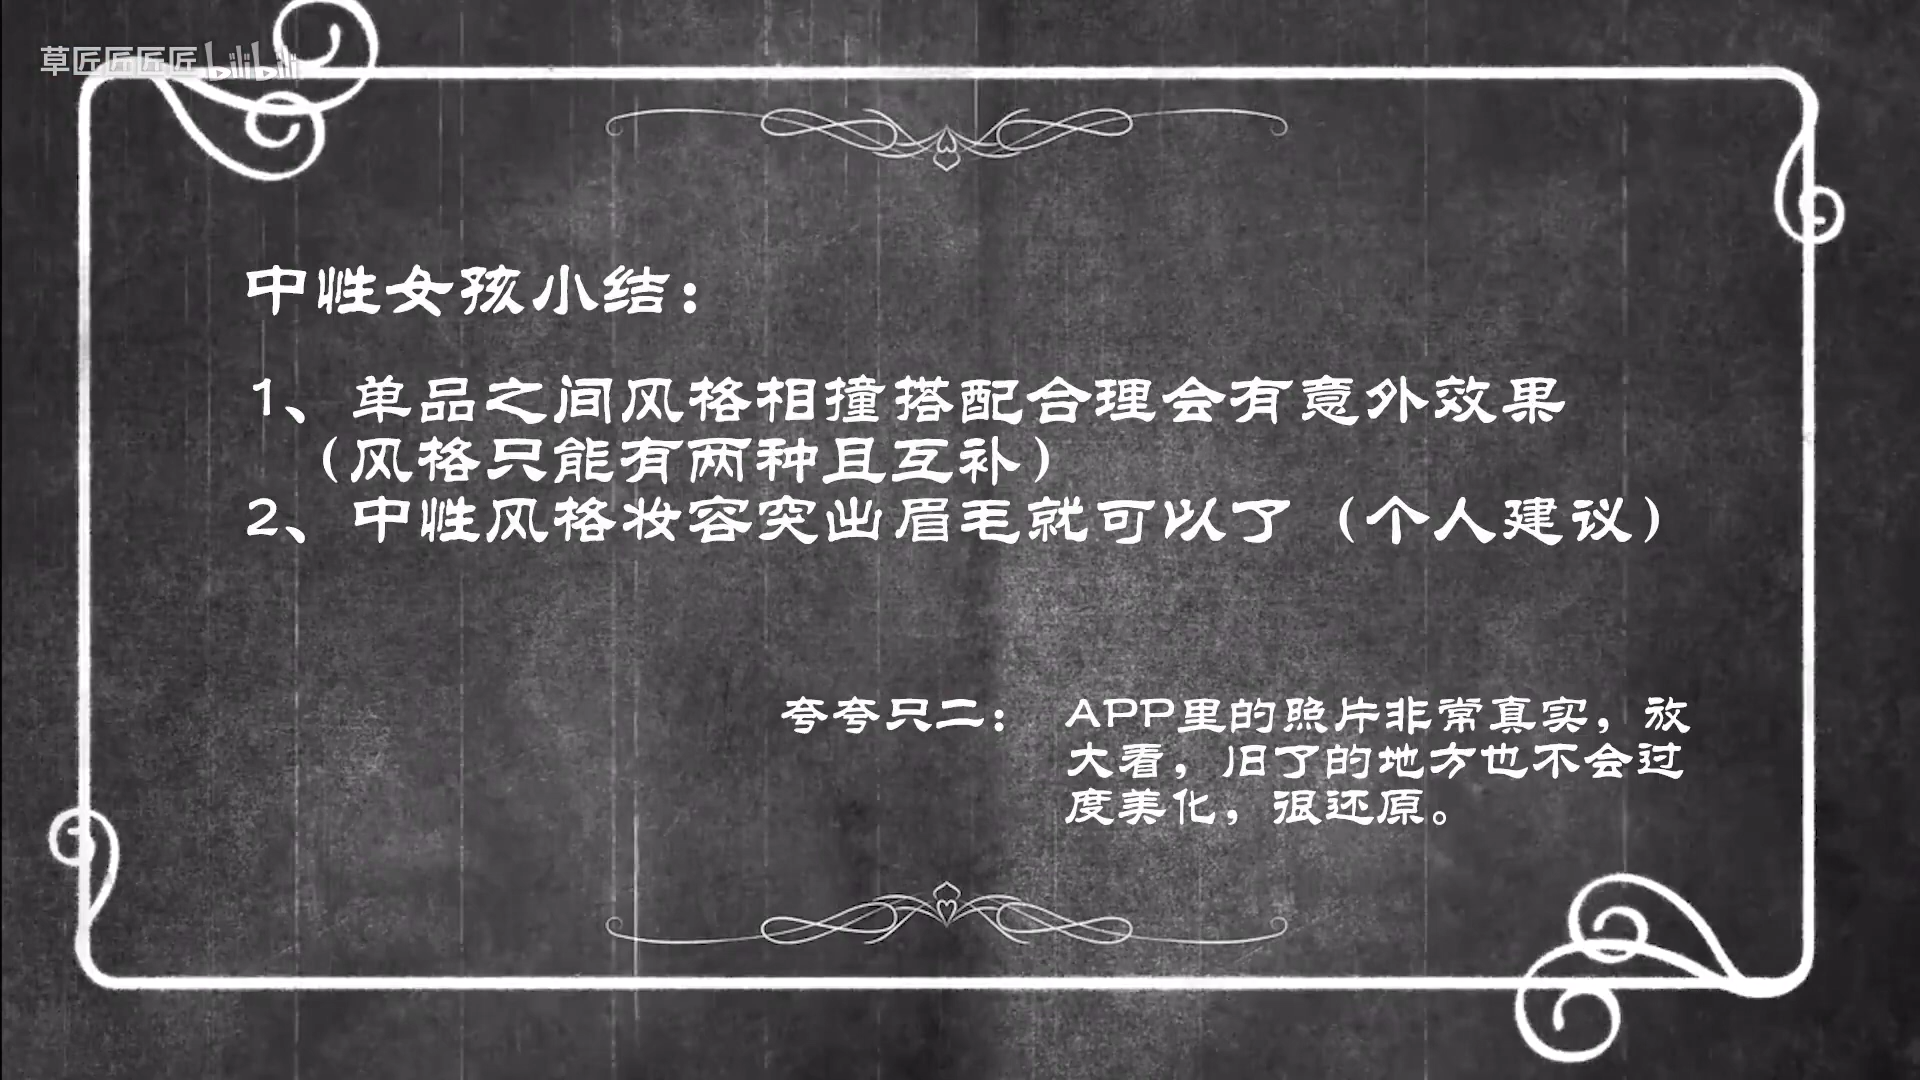 草匠匠匠匠 bilibili
中性女孩小结：
1、单品之间风格相撞搭配合理会有意外效果
（风格只能有两种且互补）
2、中性风格妆容突出眉毛就可以了（个人建议）
夸夸只二： APP里的照片非常真实，放
大看，旧了的地方也不会过
度美化，很还原。